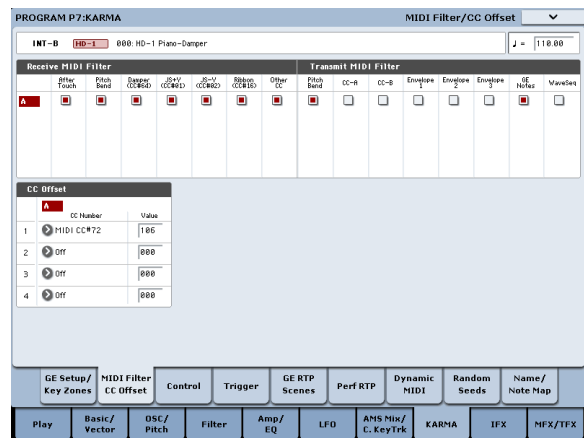 PROGRAM P7:KARMA MIDI Filter/CC Offset
INT-B HD-1 000: HD-1 Piano-Damper ♩ = 110.00
Receive MIDI Filter Transmit MIDI Filter
After Touch Pitch Bend Damper (CC#64) JS+Y (CC#01) JS-Y (CC#02) Ribbon (CC#16) Other CC Pitch Bend CC-A CC-B Envelope 1 Envelope 2 Envelope 3 GE Notes WaveSeq
A
CC Offset
A
CC Number Value
1 MIDI CC#72 106
2 Off 000
3 Off 000
4 Off 000
GE Setup/ Key Zones MIDI Filter CC Offset Control Trigger GE RTP Scenes Perf RTP Dynamic MIDI Random Seeds Name/ Note Map
Play Basic/ Vector OSC/ Pitch Filter Amp/ EQ LFO AMS Mix/ C. KeyTrk KARMA IFX MFX/TFX